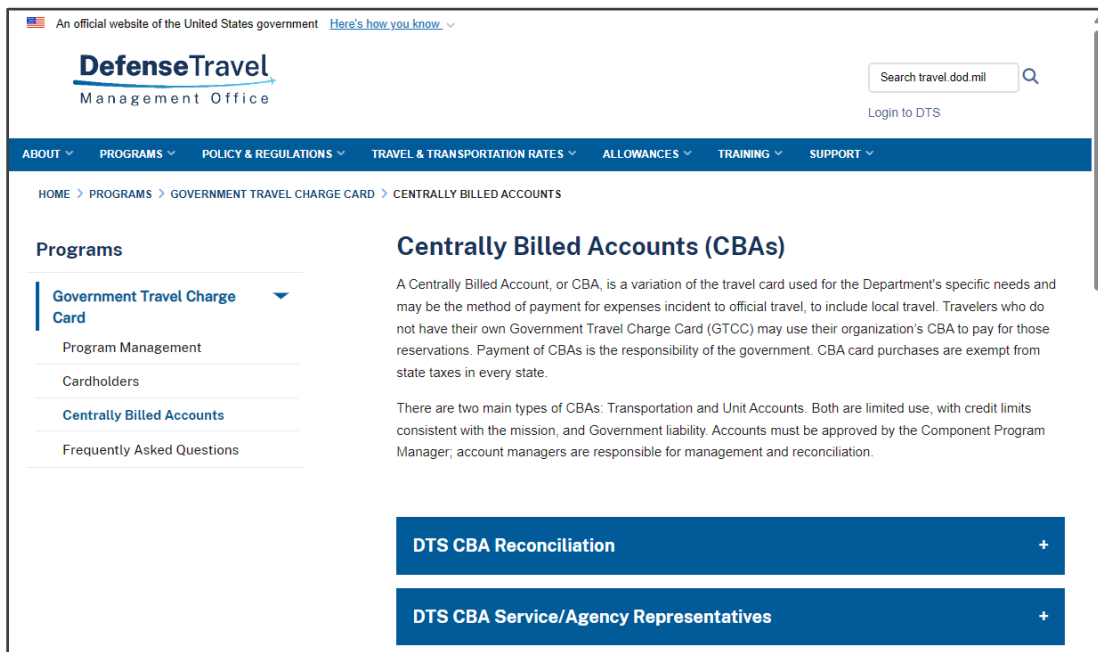 An official website of the United States government Here's how you know
DefenseTravel
Management Office
Search travel.dod.mil
Login to DTS
ABOUT PROGRAMS POLICY & REGULATIONS TRAVEL & TRANSPORTATION RATES ALLOWANCES TRAINING SUPPORT
HOME > PROGRAMS > GOVERNMENT TRAVEL CHARGE CARD > CENTRALLY BILLED ACCOUNTS
Programs
Government Travel Charge
Card
Program Management
Cardholders
Centrally Billed Accounts
Frequently Asked Questions
Centrally Billed Accounts (CBAs)
A Centrally Billed Account, or CBA, is a variation of the travel card used for the Department's specific needs and
may be the method of payment for expenses incident to official travel, to include local travel. Travelers who do
not have their own Government Travel Charge Card (GTCC) may use their organization's CBA to pay for those
reservations. Payment of CBAs is the responsibility of the government. CBA card purchases are exempt from
state taxes in every state.
There are two main types of CBAs: Transportation and Unit Accounts. Both are limited use, with credit limits
consistent with the mission, and Government liability. Accounts must be approved by the Component Program
Manager; account managers are responsible for management and reconciliation.
DTS CBA Reconciliation +
DTS CBA Service/Agency Representatives +